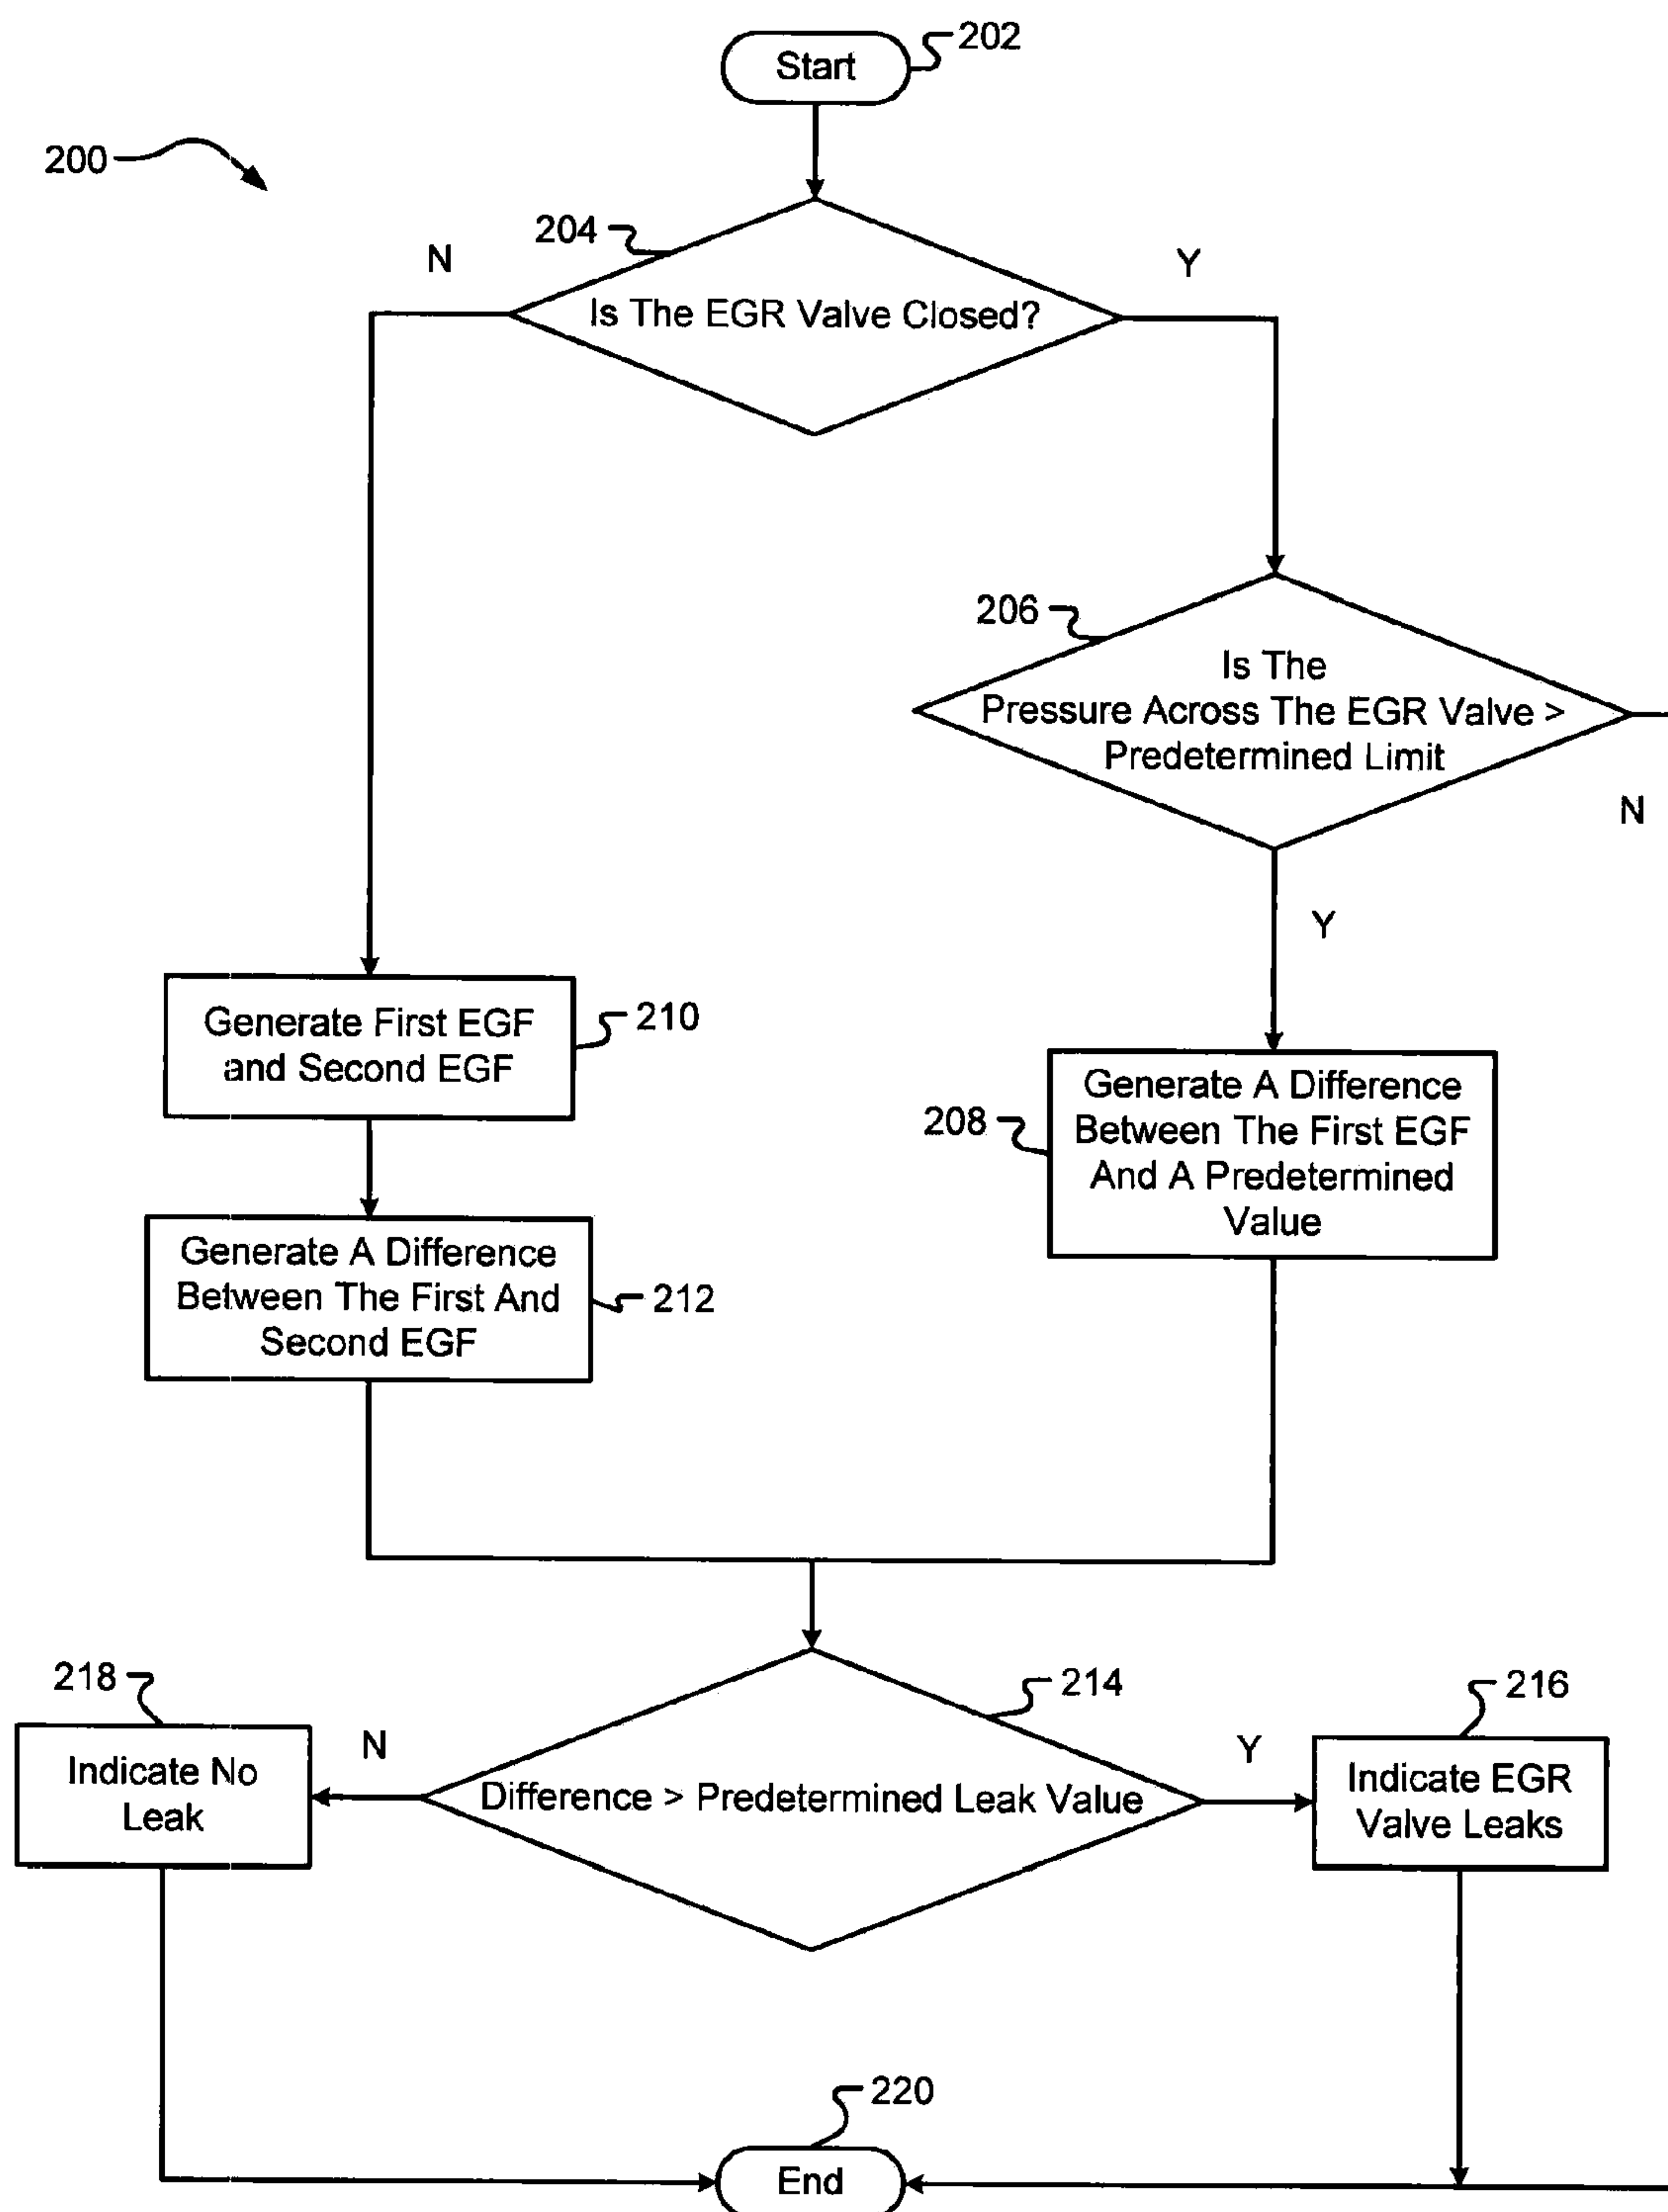 Start
202
200
204
N
Y
Is The EGR Valve Closed?
206
Is The
Pressure Across The EGR Valve >
Predetermined Limit
N
Y
Generate First EGF
and Second EGF
210
Generate A Difference
Between The First EGF
And A Predetermined
Value
208
Generate A Difference
Between The First And
Second EGF
212
218
214
216
Indicate No
Leak
N
Difference > Predetermined Leak Value
Y
Indicate EGR
Valve Leaks
220
End